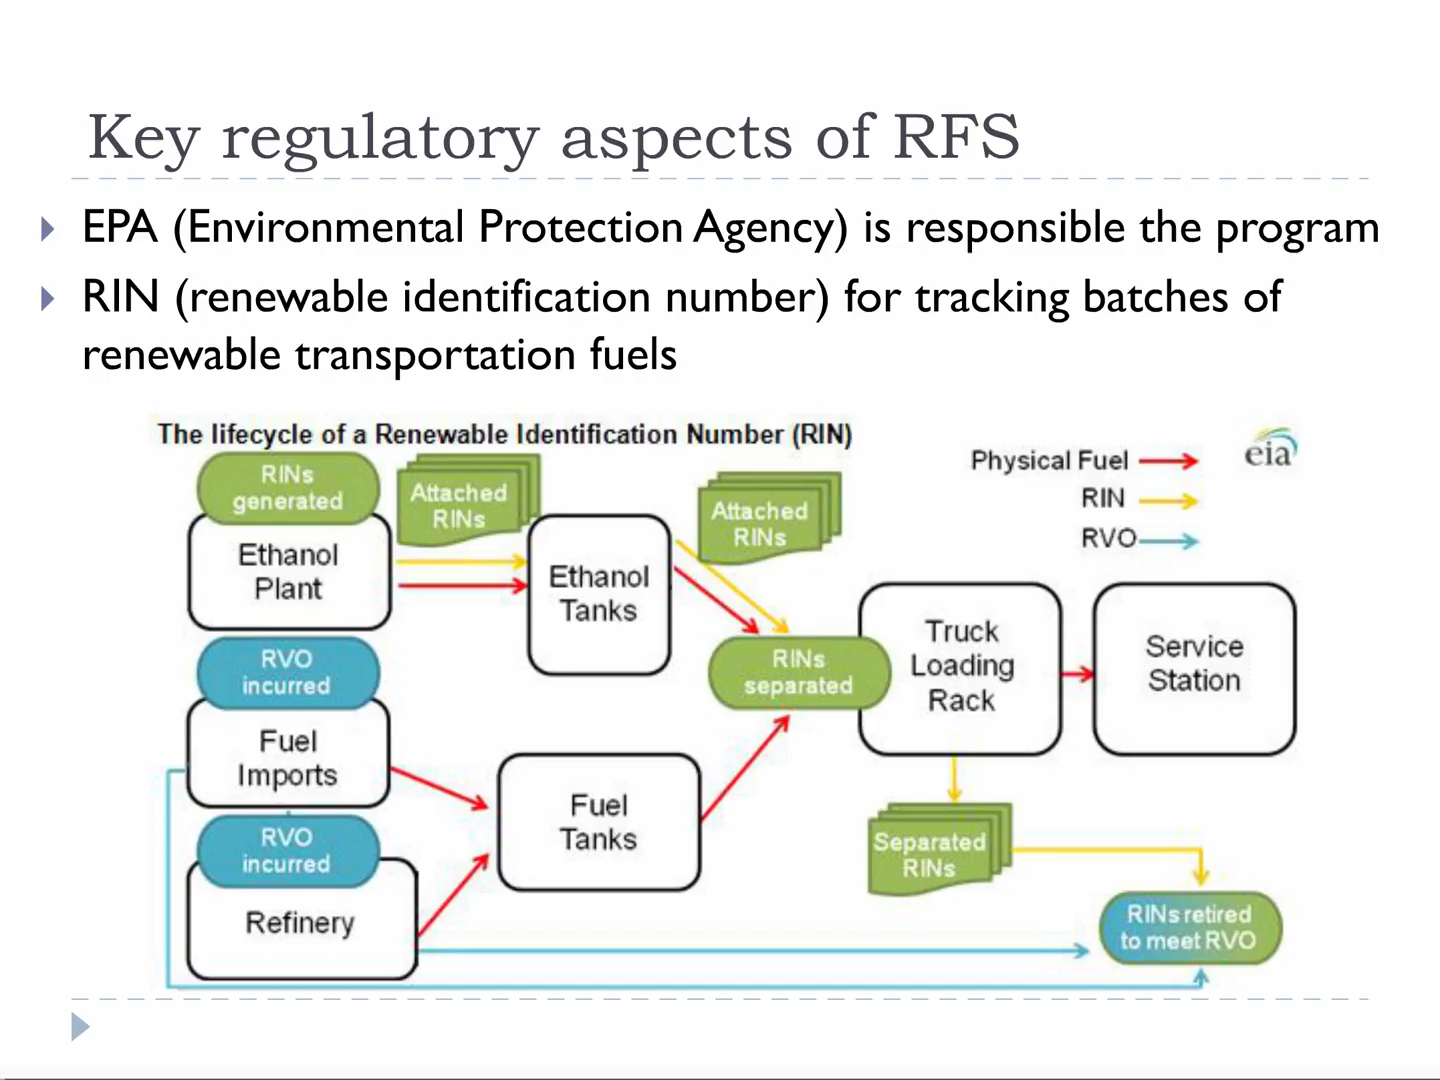 Key regulatory aspects of RFS
EPA (Environmental Protection Agency) is responsible the program
RIN (renewable identification number) for tracking batches of
renewable transportation fuels
The lifecycle of a Renewable Identification Number (RIN)
Physical Fuel
RIN
RVO
eia
RINs
generated
Attached
RINs
Attached
RINs
Ethanol
Plant
Ethanol
Tanks
RVO
incurred
RINs
separated
Truck
Loading
Rack
Service
Station
Fuel
Imports
Fuel
Tanks
RVO
incurred
Separated
RINs
Refinery
RINs retired
to meet RVO